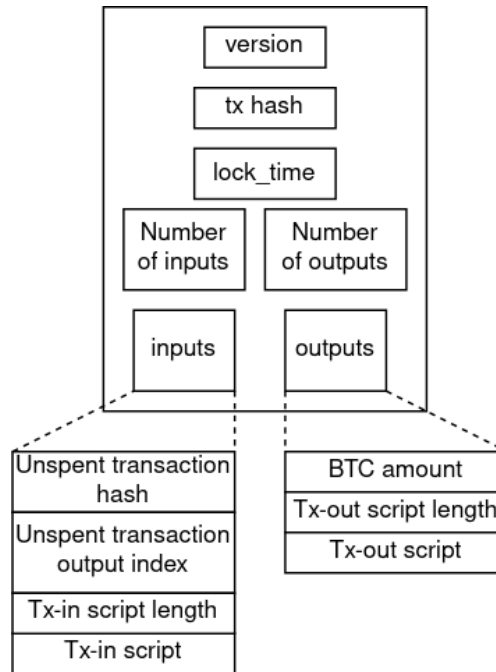 version
tx hash
lock_time
Number
of inputs
Number
of outputs
inputs
outputs
Unspent transaction
hash
Unspent transaction
output index
Tx-in script length
Tx-in script
BTC amount
Tx-out script length
Tx-out script